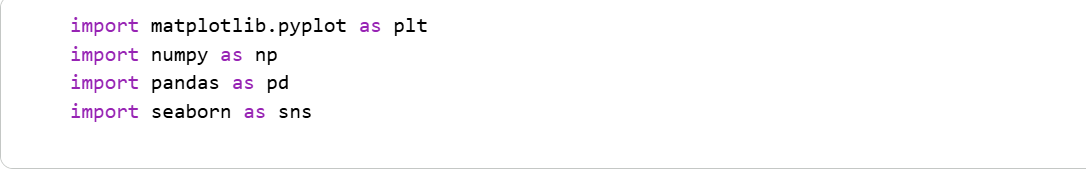 import matplotlib.pyplot as plt
import numpy as np
import pandas as pd
import seaborn as sns